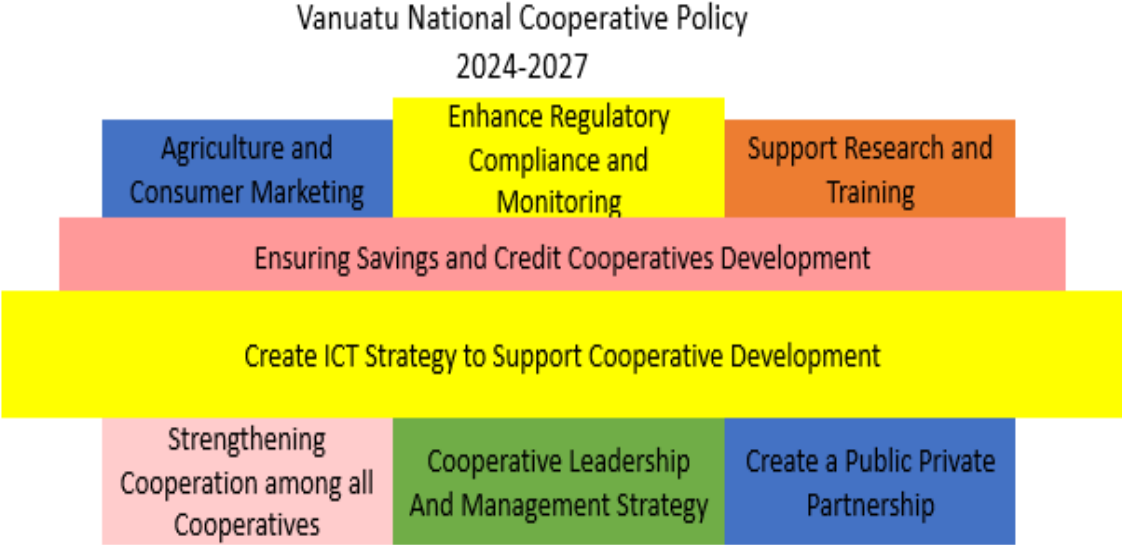 Vanuatu National Cooperative Policy
2024-2027
Agriculture and
Consumer Marketing
Enhance Regulatory
Compliance and
Monitoring
Support Research and
Training
Ensuring Savings and Credit Cooperatives Development
Create ICT Strategy to Support Cooperative Development
Strengthening
Cooperation among all
Cooperatives
Cooperative Leadership
And Management Strategy
Create a Public Private
Partnership